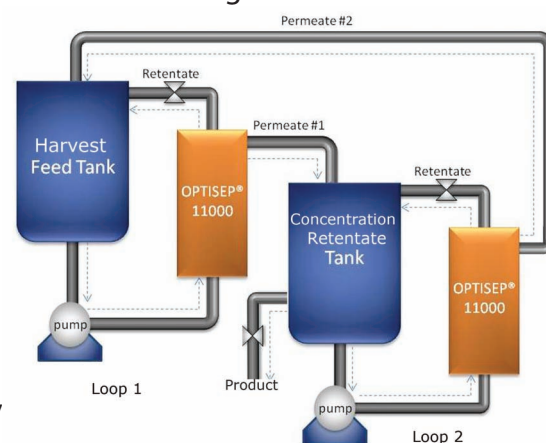 Permeate #2
Retentate
Harvest
Feed Tank
Permeate #1
OPTISEP®
11000
Retentate
Concentration
Retentate
Tank
OPTISEP®
11000
pump
Product
Loop 1
pump
Loop 2